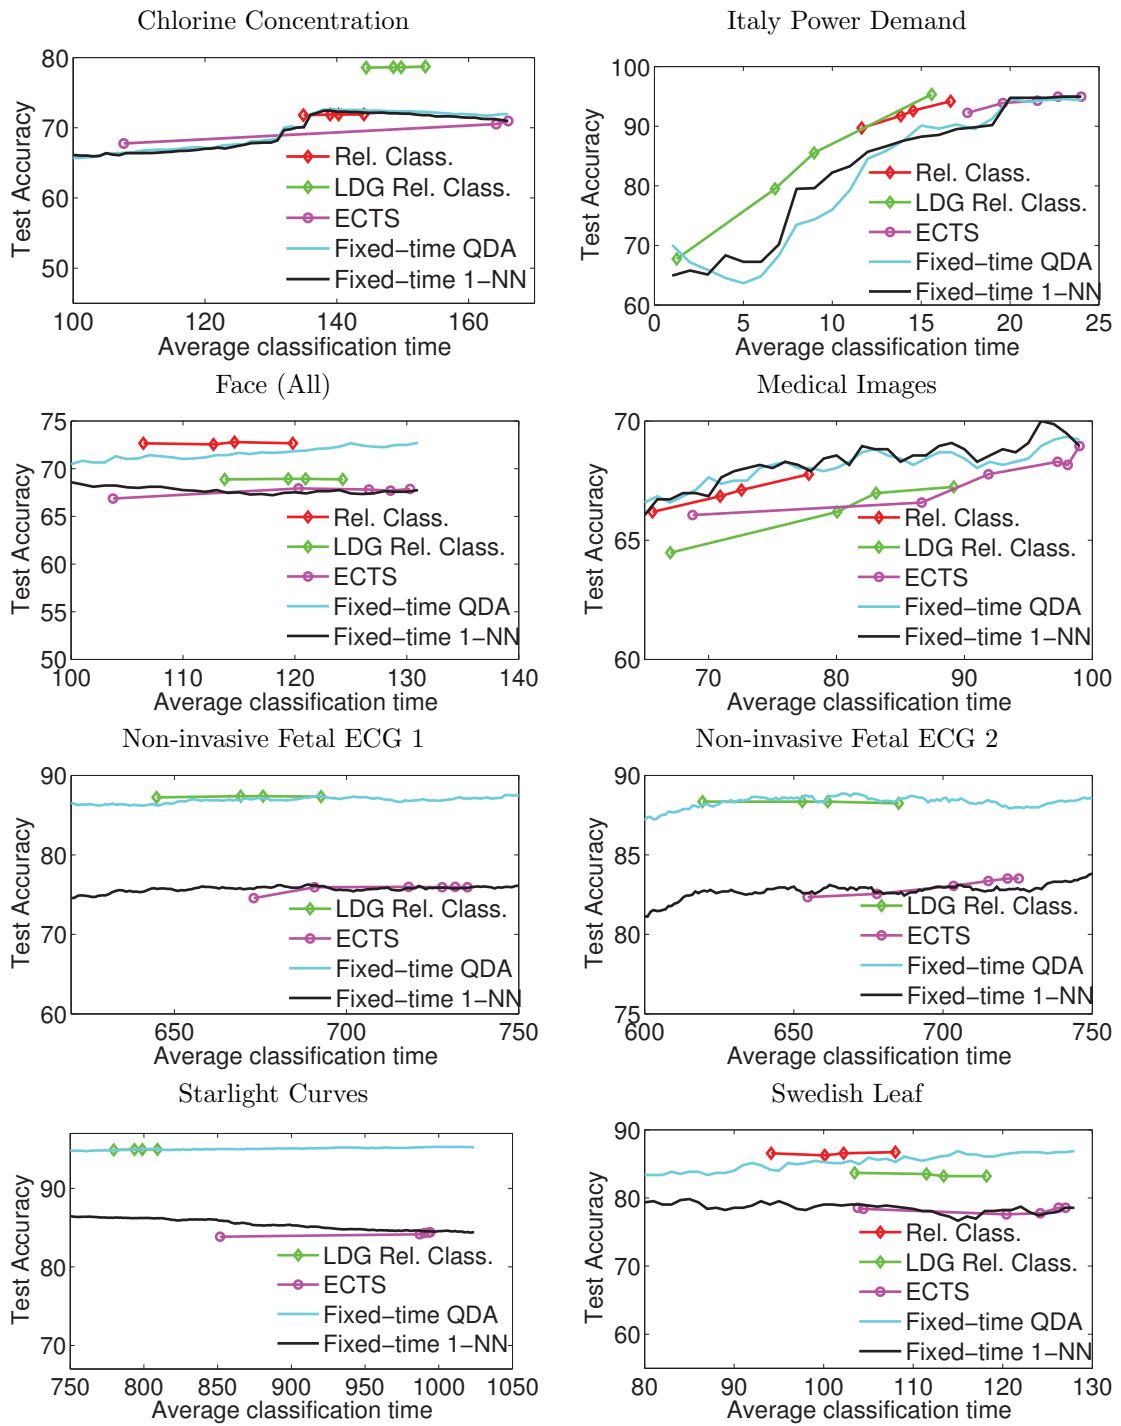 Chlorine Concentration
80
70
60
50
100
120
140
160
Test Accuracy
Average classification time
Rel. Class.
LDG Rel. Class.
ECTS
Fixed-time QDA
Fixed-time 1-NN
Italy Power Demand
100
90
80
70
60
0
5
10
15
20
25
Test Accuracy
Average classification time
Rel. Class.
LDG Rel. Class.
ECTS
Fixed-time QDA
Fixed-time 1-NN
Face (All)
75
70
65
60
55
50
100
110
120
130
140
Test Accuracy
Average classification time
Rel. Class.
LDG Rel. Class.
ECTS
Fixed-time QDA
Fixed-time 1-NN
Medical Images
70
65
60
70
80
90
100
Test Accuracy
Average classification time
Rel. Class.
LDG Rel. Class.
ECTS
Fixed-time QDA
Fixed-time 1-NN
Non-invasive Fetal ECG 1
90
80
70
60
650
700
750
Test Accuracy
Average classification time
LDG Rel. Class.
ECTS
Fixed-time QDA
Fixed-time 1-NN
Non-invasive Fetal ECG 2
90
85
80
75
600
650
700
750
Test Accuracy
Average classification time
LDG Rel. Class.
ECTS
Fixed-time QDA
Fixed-time 1-NN
Starlight Curves
90
80
70
750
800
850
900
950
1000
1050
Test Accuracy
Average classification time
LDG Rel. Class.
ECTS
Fixed-time QDA
Fixed-time 1-NN
Swedish Leaf
90
80
70
60
80
90
100
110
120
130
Test Accuracy
Average classification time
Rel. Class.
LDG Rel. Class.
ECTS
Fixed-time QDA
Fixed-time 1-NN